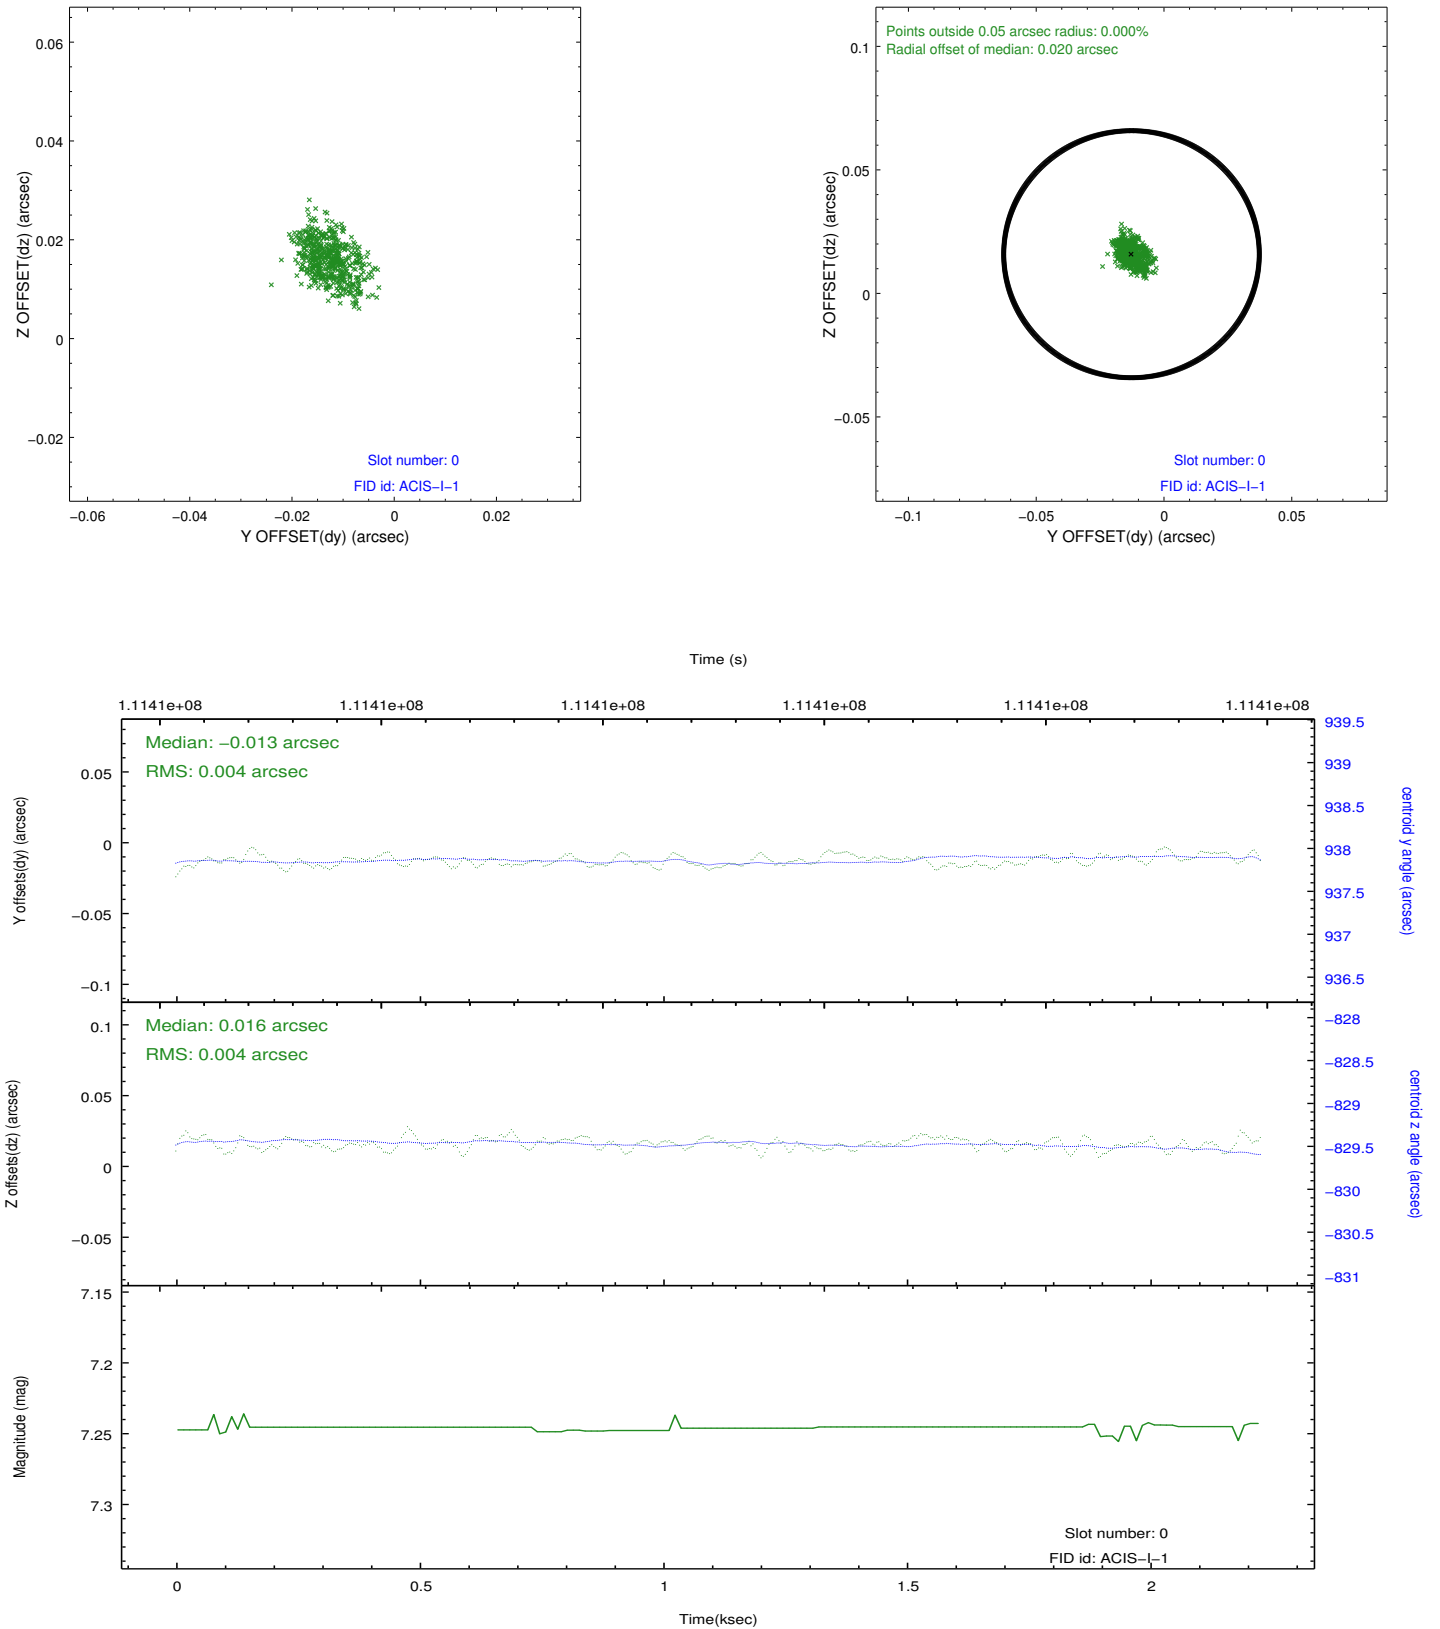 0.06
0.04
0.02
0
−0.02
Z OFFSET(dz) (arcsec)
Slot number: 0
FID id: ACIS−I−1
−0.06
−0.04
−0.02
0
0.02
Y OFFSET(dy) (arcsec)
Points outside 0.05 arcsec radius: 0.000%
Radial offset of median: 0.020 arcsec
0.1
0.05
0
−0.05
Z OFFSET(dz) (arcsec)
Slot number: 0
FID id: ACIS−I−1
−0.1
−0.05
0
0.05
Y OFFSET(dy) (arcsec)
Time (s)
1.1141e+08
1.1141e+08
1.1141e+08
1.1141e+08
1.1141e+08
1.1141e+08
Median: −0.013 arcsec
RMS: 0.004 arcsec
0.05
0
−0.05
−0.1
Y offsets(dy) (arcsec)
939.5
939
938.5
938
937.5
937
936.5
centroid y angle (arcsec)
Median: 0.016 arcsec
RMS: 0.004 arcsec
0.1
0.05
0
−0.05
Z offsets(dz) (arcsec)
−828
−828.5
−829
−829.5
−830
−830.5
−831
centroid z angle (arcsec)
7.15
7.2
7.25
7.3
Magnitude (mag)
Slot number: 0
FID id: ACIS−I−1
0
0.5
1
1.5
2
Time(ksec)